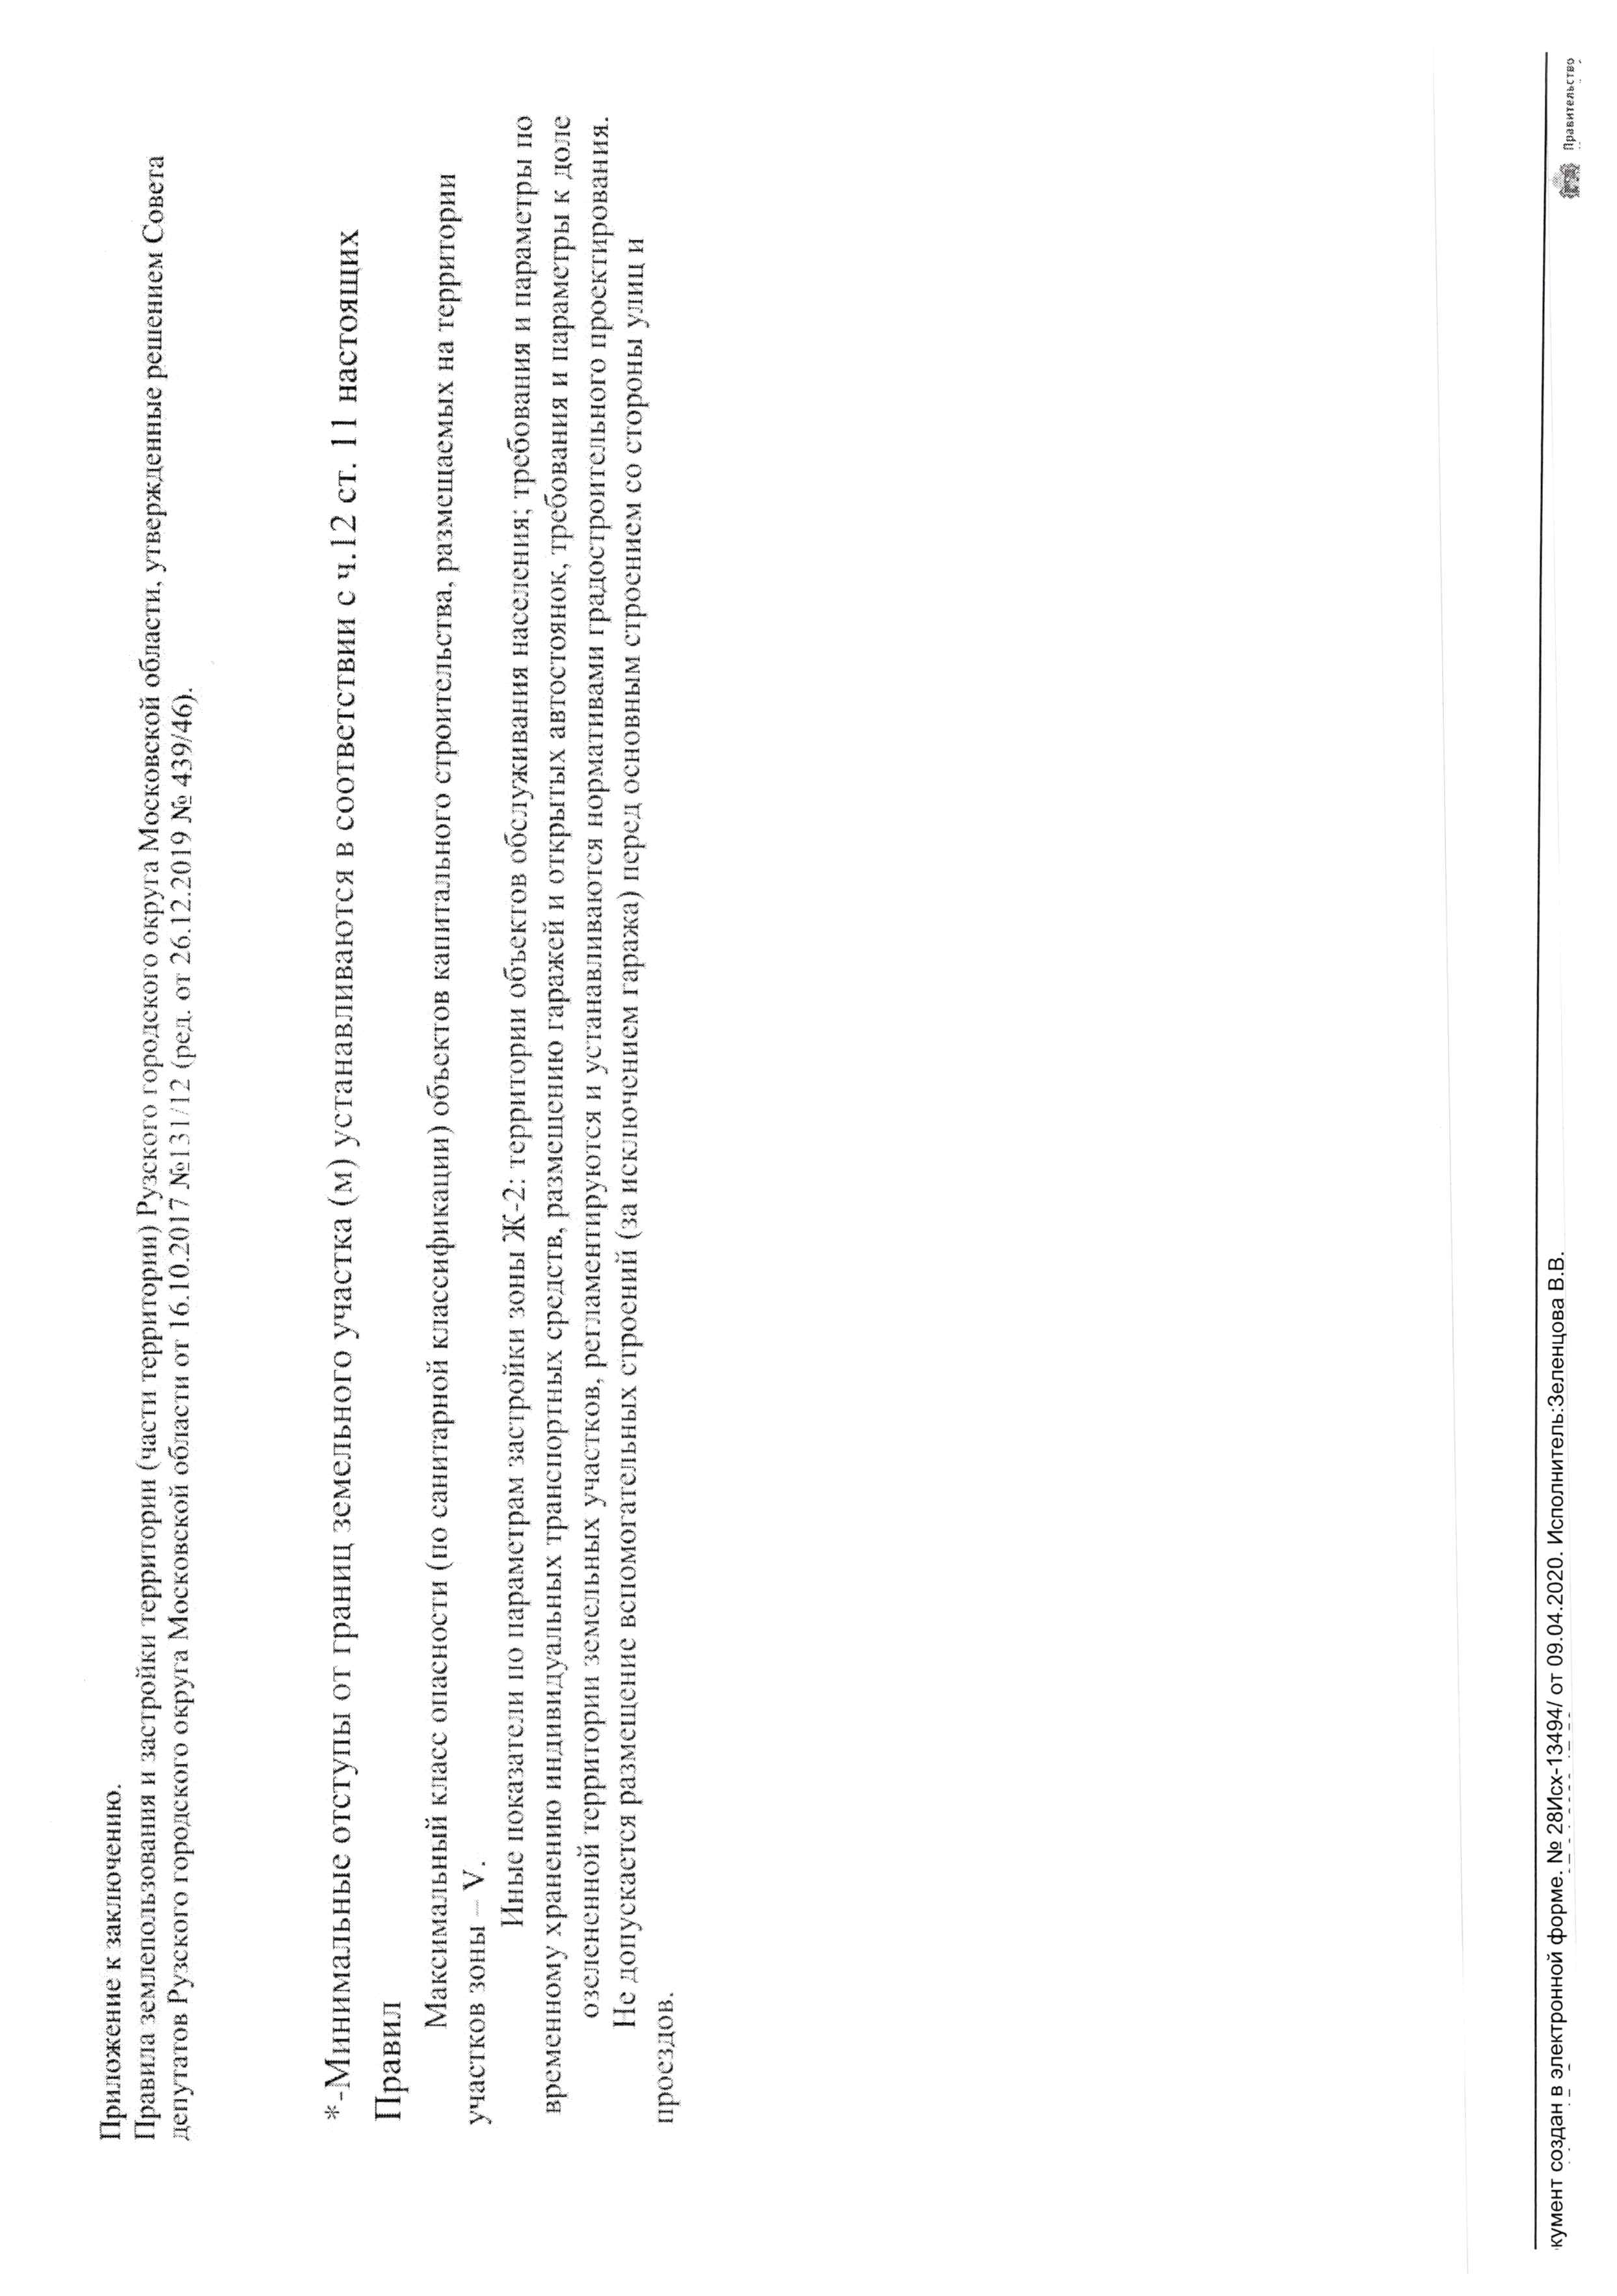 Приложение к заключению.
Правила землепользования и застройки территории (части территории) Рузского городского округа Московской области, утвержденные решением Совета
депутатов Рузского городского округа Московской области от 16.10.2017 №131/12 (ред. от 26.12.2019 № 439/46).
*-Минимальные отступы от границ земельного участка (м) устанавливаются в соответствии с ч.12 ст. 11 настоящих
Правил
Максимальный класс опасности (по санитарной классификации) объектов капитального строительства, размещаемых на территории
участков зоны – V.
Иные показатели по параметрам застройки зоны Ж-2: территории объектов обслуживания населения; требования и параметры по
временному хранению индивидуальных транспортных средств, размещению гаражей и открытых автостоянок, требования и параметры к доле
озелененной территории земельных участков, регламентируются и устанавливаются нормативами градостроительного проектирования.
Не допускается размещение вспомогательных строений (за исключением гаража) перед основным строением со стороны улиц и
проездов.
кумент создан в электронной форме. № 28Исх-13494/ от 09.04.2020. Исполнитель:Зеленцова В.В.
Правительство